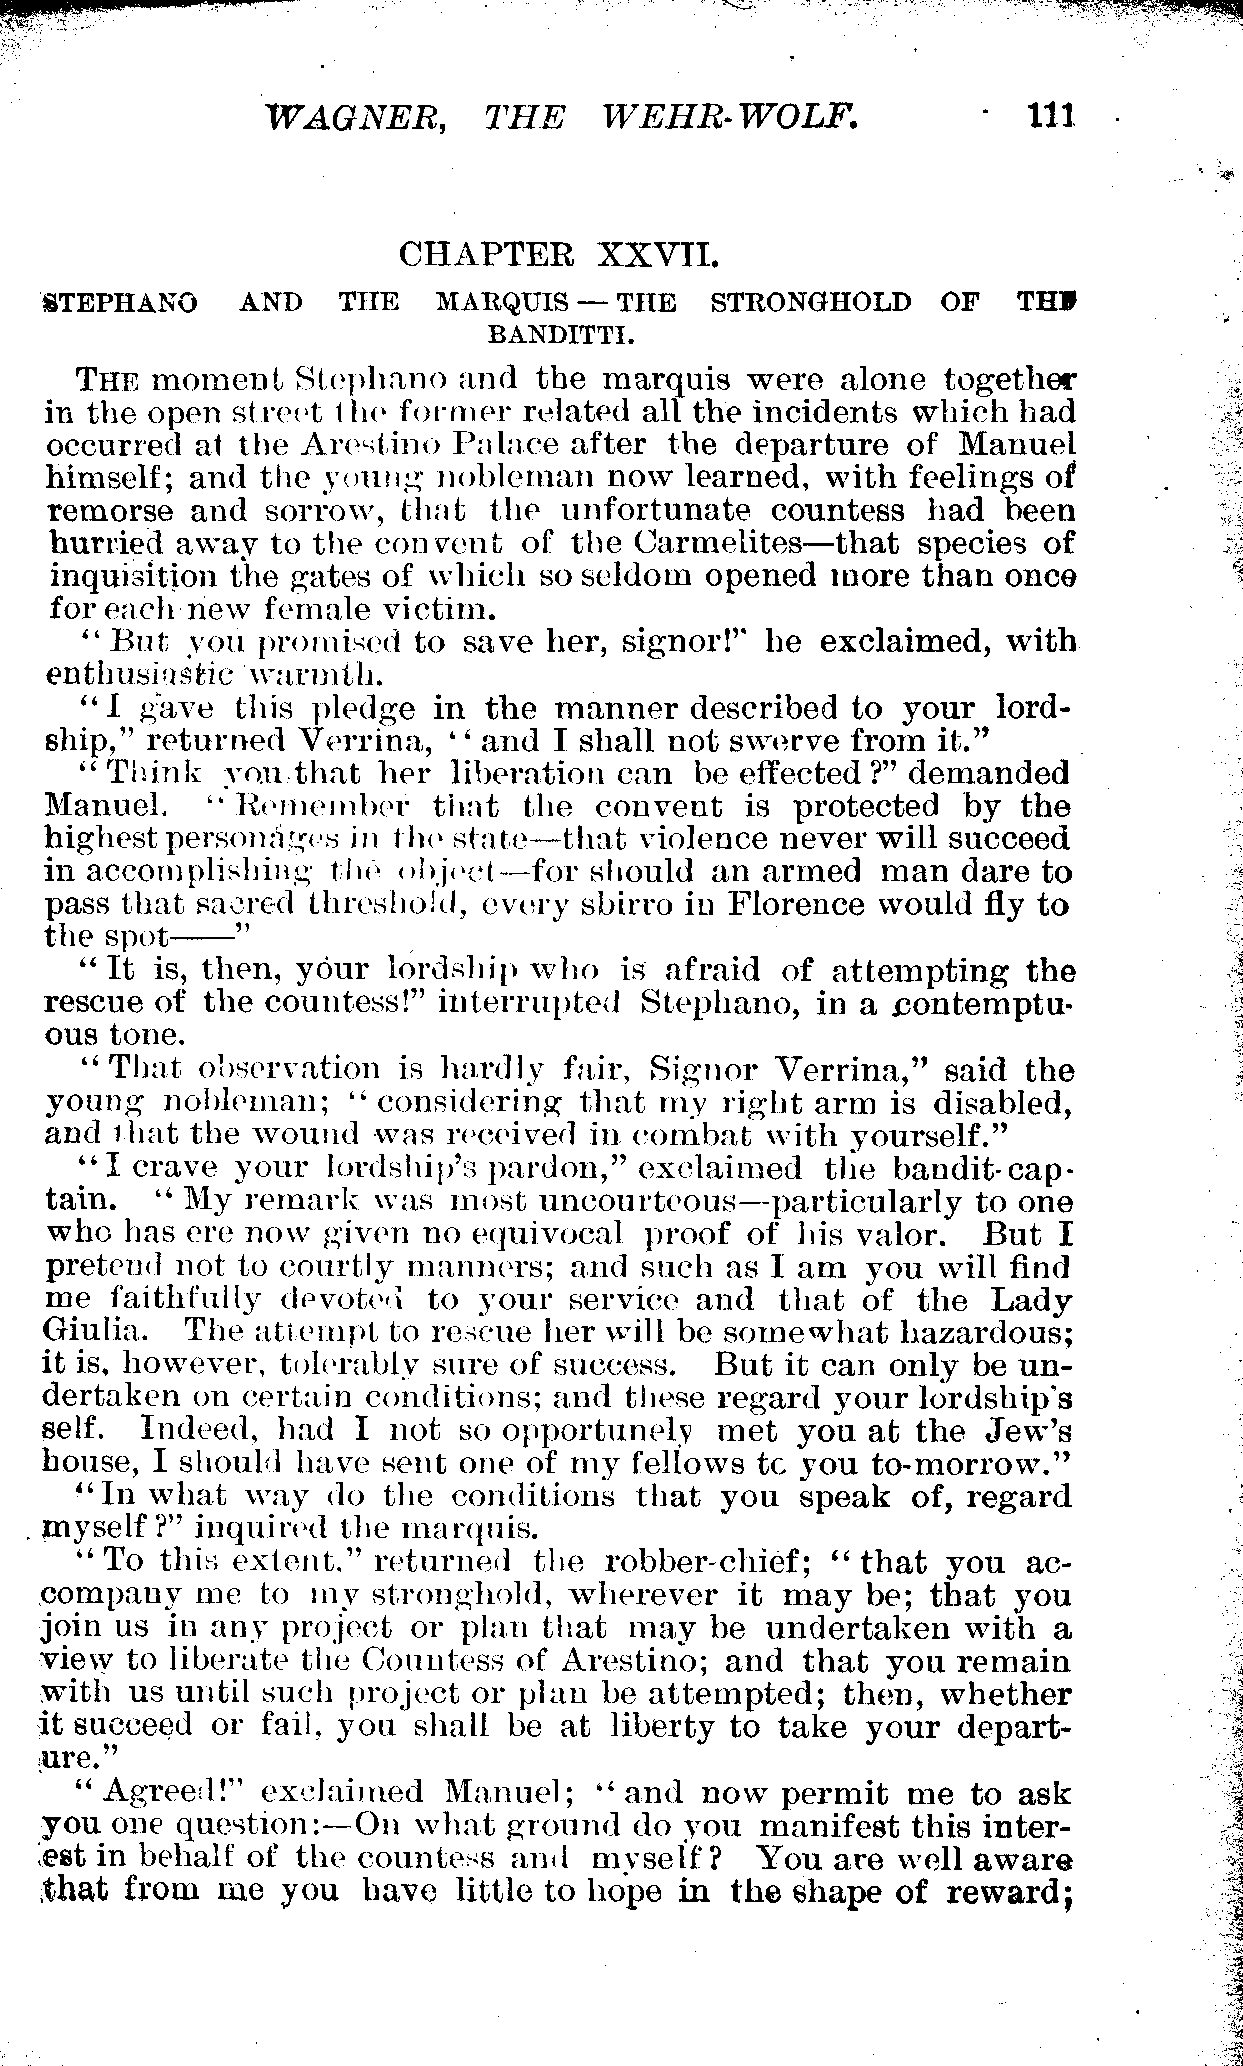 WAGNER, THE WEHR-WOLF. 111
CHAPTER XXVII.
STEPHANO AND THE MARQUIS — THE STRONGHOLD OF THE
BANDITTI.
THE moment Stephano and the marquis were alone together
in the open street the former related all the incidents which had
occurred at the Arestino Palace after the departure of Manuel
himself; and the young nobleman now learned, with feelings of
remorse and sorrow, that the unfortunate countess had been
hurried away to the convent of the Carmelites—that species of
inquisition the gates of which so seldom opened more than once
for each new female victim.
“But you promised to save her, signor!” he exclaimed, with
enthusiastic warmth.
“I gave this pledge in the manner described to your lord-
ship,” returned Verrina, “and I shall not swerve from it.”
“Think you that her liberation can be effected?” demanded
Manuel. “Remember that the convent is protected by the
highest personages in the state—that violence never will succeed
in accomplishing the object—for should an armed man dare to
pass that sacred threshold, every sbirro in Florence would fly to
the spot——”
“It is, then, your lordship who is afraid of attempting the
rescue of the countess!” interrupted Stephano, in a contemptu-
ous tone.
“That observation is hardly fair, Signor Verrina,” said the
young nobleman; “considering that my right arm is disabled,
and that the wound was received in combat with yourself.”
“I crave your lordship's pardon,” exclaimed the bandit-cap-
tain. “My remark was most uncourteous—particularly to one
who has ere now given no equivocal proof of his valor. But I
pretend not to courtly manners; and such as I am you will find
me faithfully devoted to your service and that of the Lady
Giulia. The attempt to rescue her will be somewhat hazardous;
it is, however, tolerably sure of success. But it can only be un-
dertaken on certain conditions; and these regard your lordship's
self. Indeed, had I not so opportunely met you at the Jew's
house, I should have sent one of my fellows to you to-morrow.”
“In what way do the conditions that you speak of, regard
myself?” inquired the marquis.
“To this extent.” returned the robber-chief; “that you ac-
company me to my stronghold, wherever it may be; that you
join us in any project or plan that may be undertaken with a
view to liberate the Countess of Arestino; and that you remain
with us until such project or plan be attempted; then, whether
it succeed or fail, you shall be at liberty to take your depart-
ure.”
“Agreed!” exclaimed Manuel; “and now permit me to ask
you one question:—On what ground do you manifest this inter-
est in behalf of the countess and myself? You are well aware
that from me you have little to hope in the shape of reward;